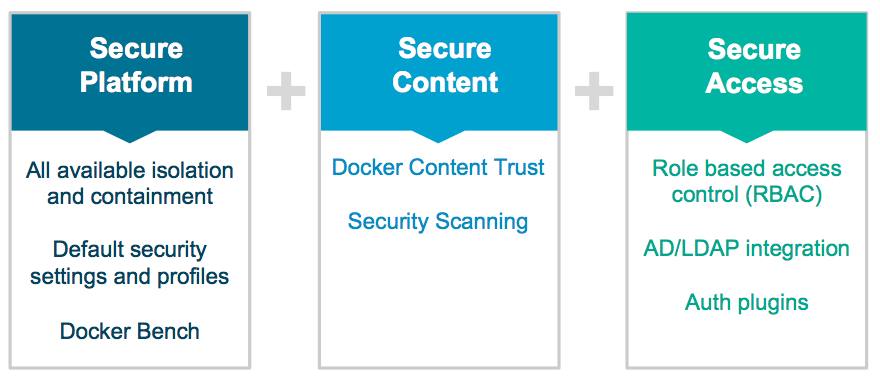 Secure
Platform
All available isolation
and containment
Default security
settings and profiles
Docker Bench
+
Secure
Content
Docker Content Trust
Security Scanning
+
Secure
Access
Role based access
control (RBAC)
AD/LDAP integration
Auth plugins